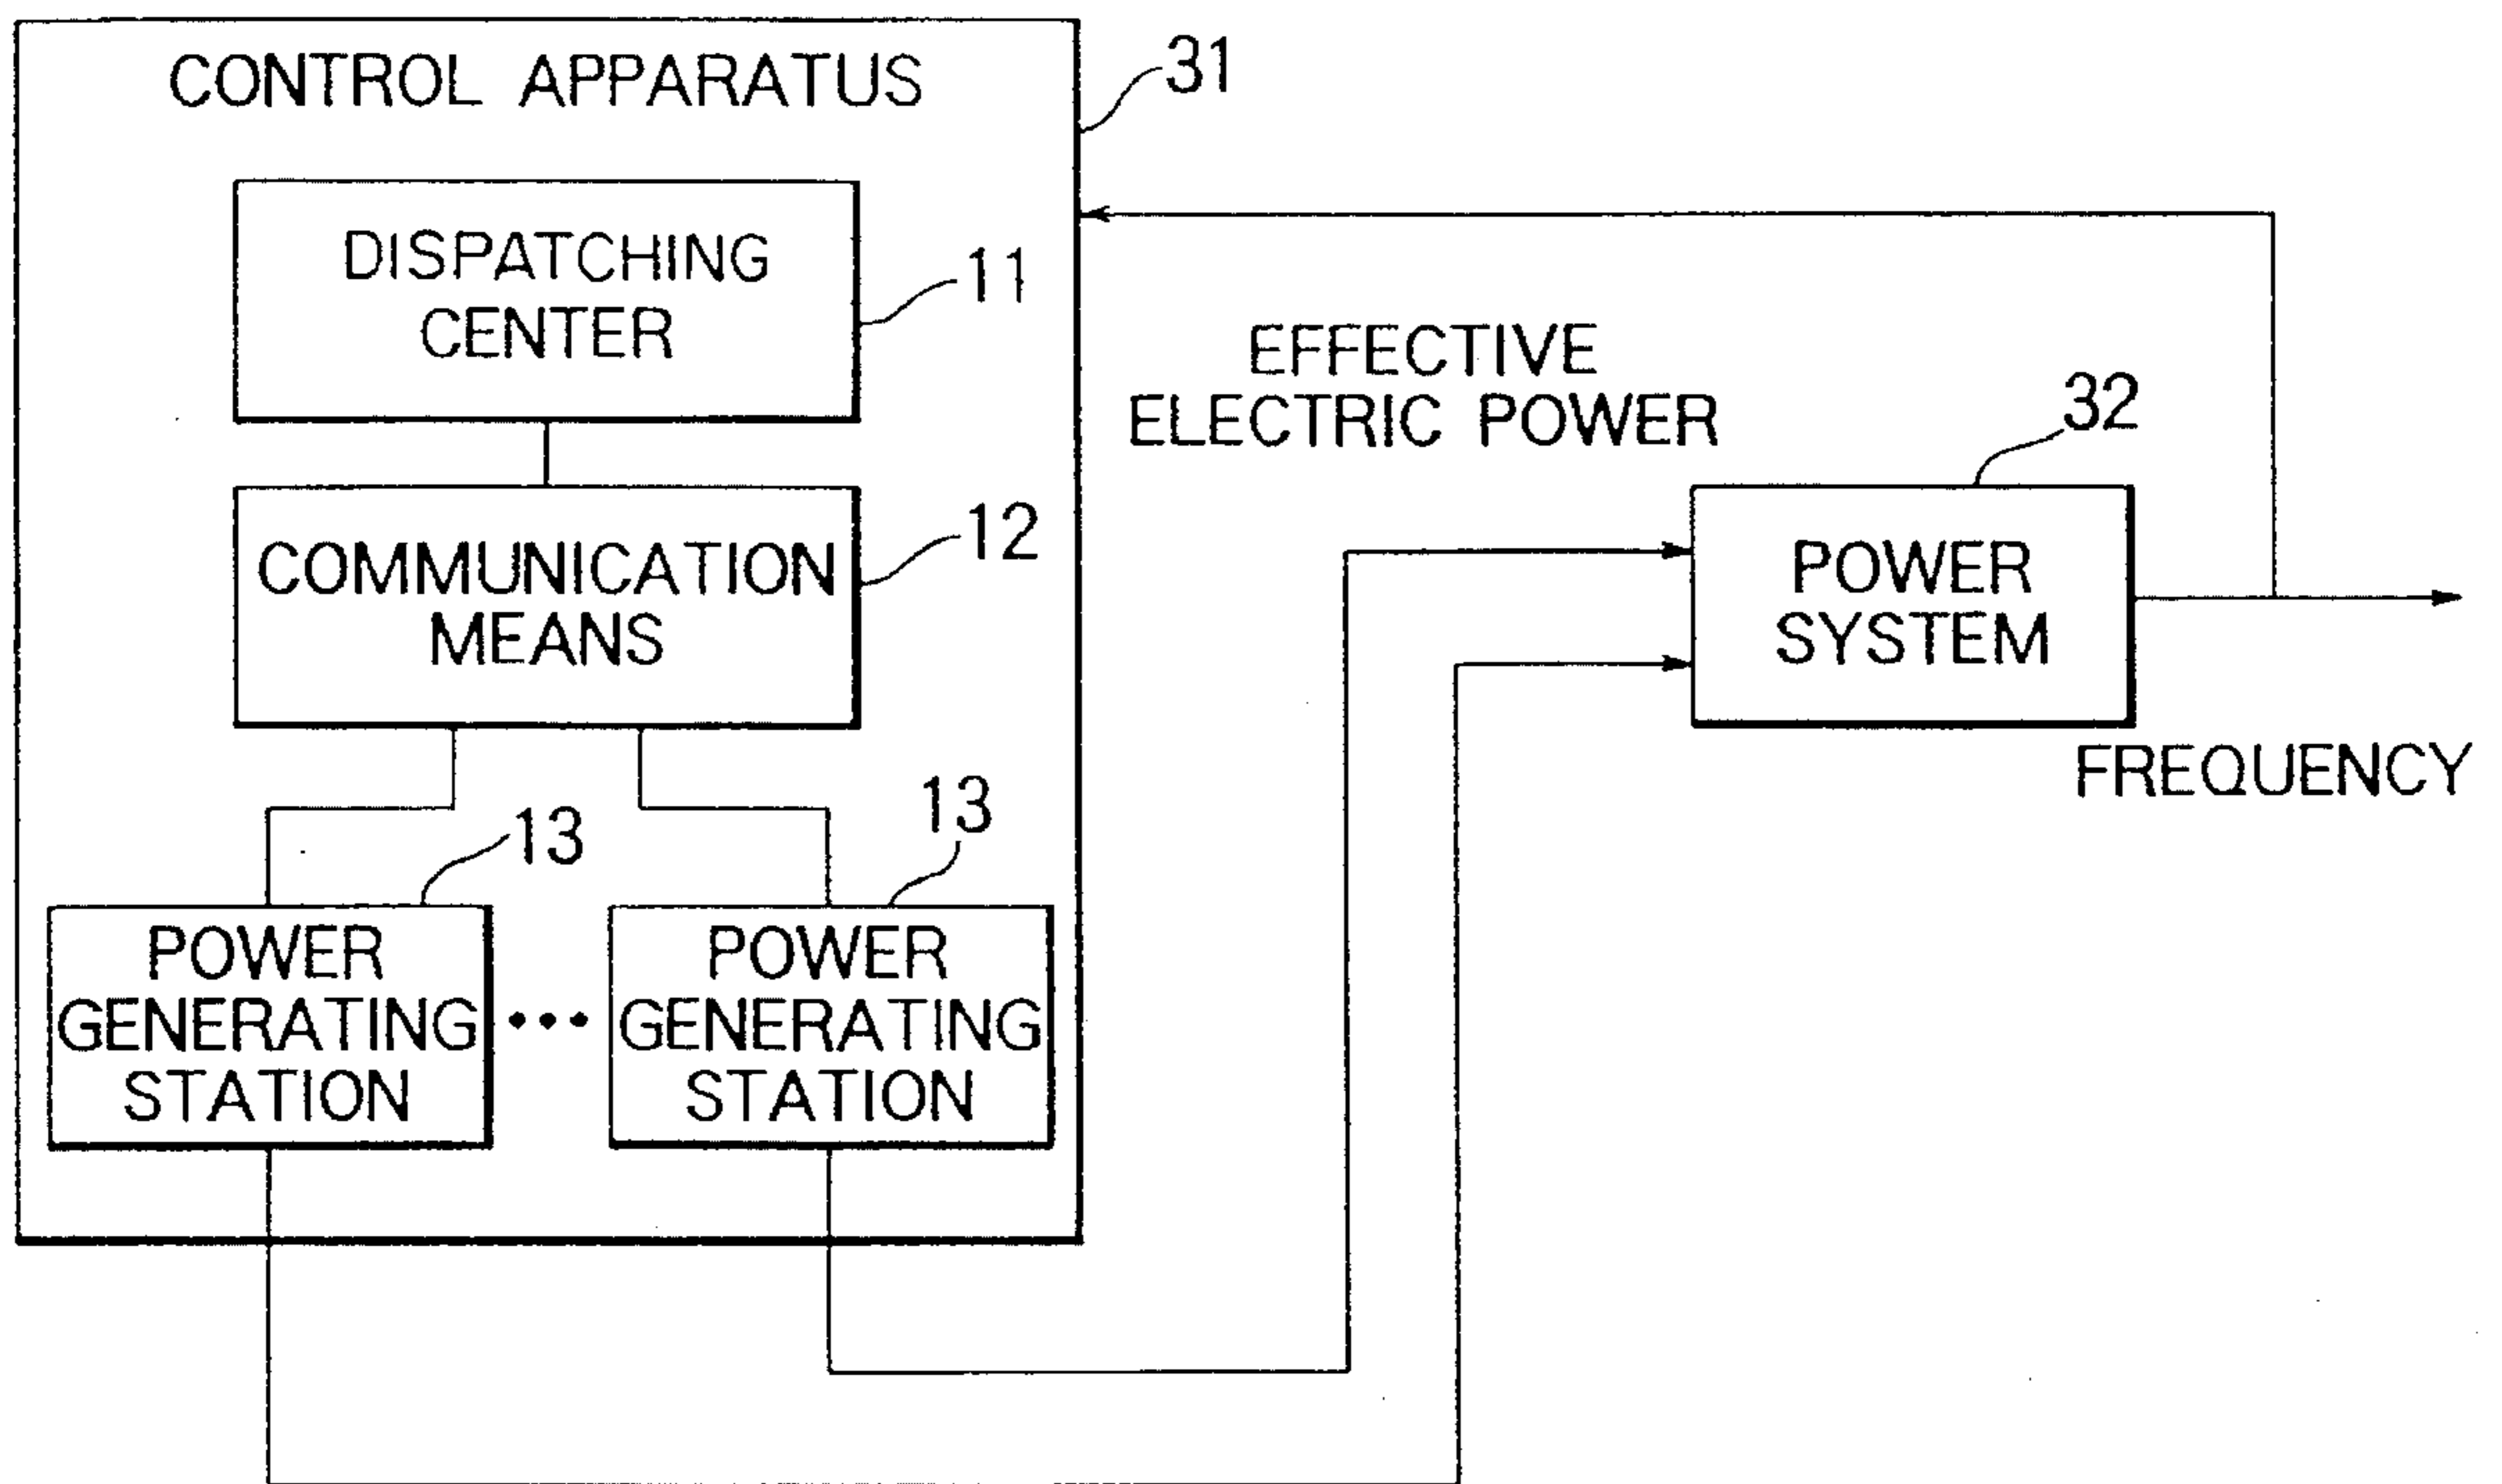 CONTROL APPARATUS
31
DISPATCHING
CENTER
11
EFFECTIVE
ELECTRIC POWER
32
COMMUNICATION
MEANS
12
POWER
SYSTEM
FREQUENCY
13
13
POWER
GENERATING
STATION
•••
POWER
GENERATING
STATION